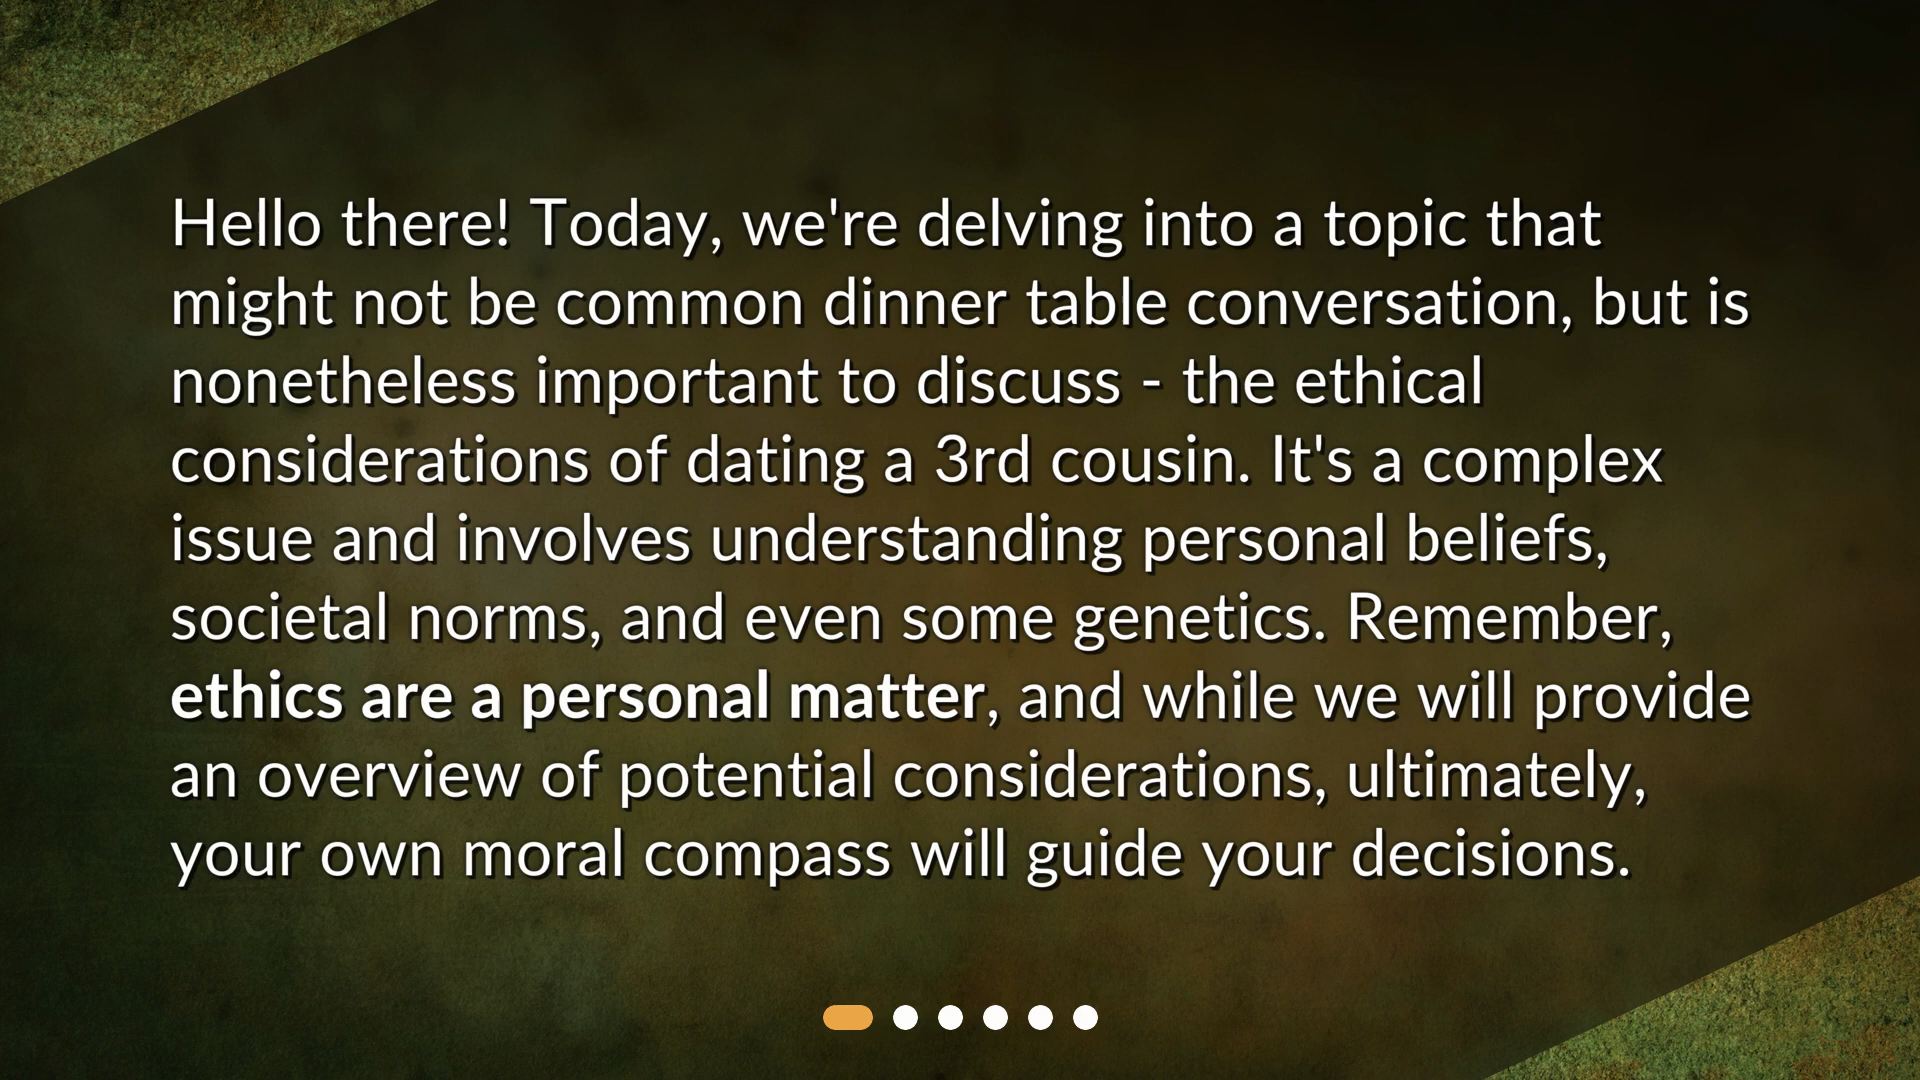 Hello there! Today, we're delving into a topic that
might not be common dinner table conversation, but is
nonetheless important to discuss - the ethical
considerations of dating a 3rd cousin. It's a complex
issue and involves understanding personal beliefs,
societal norms, and even some genetics. Remember,
ethics are a personal matter, and while we will provide
an overview of potential considerations, ultimately,
your own moral compass will guide your decisions.